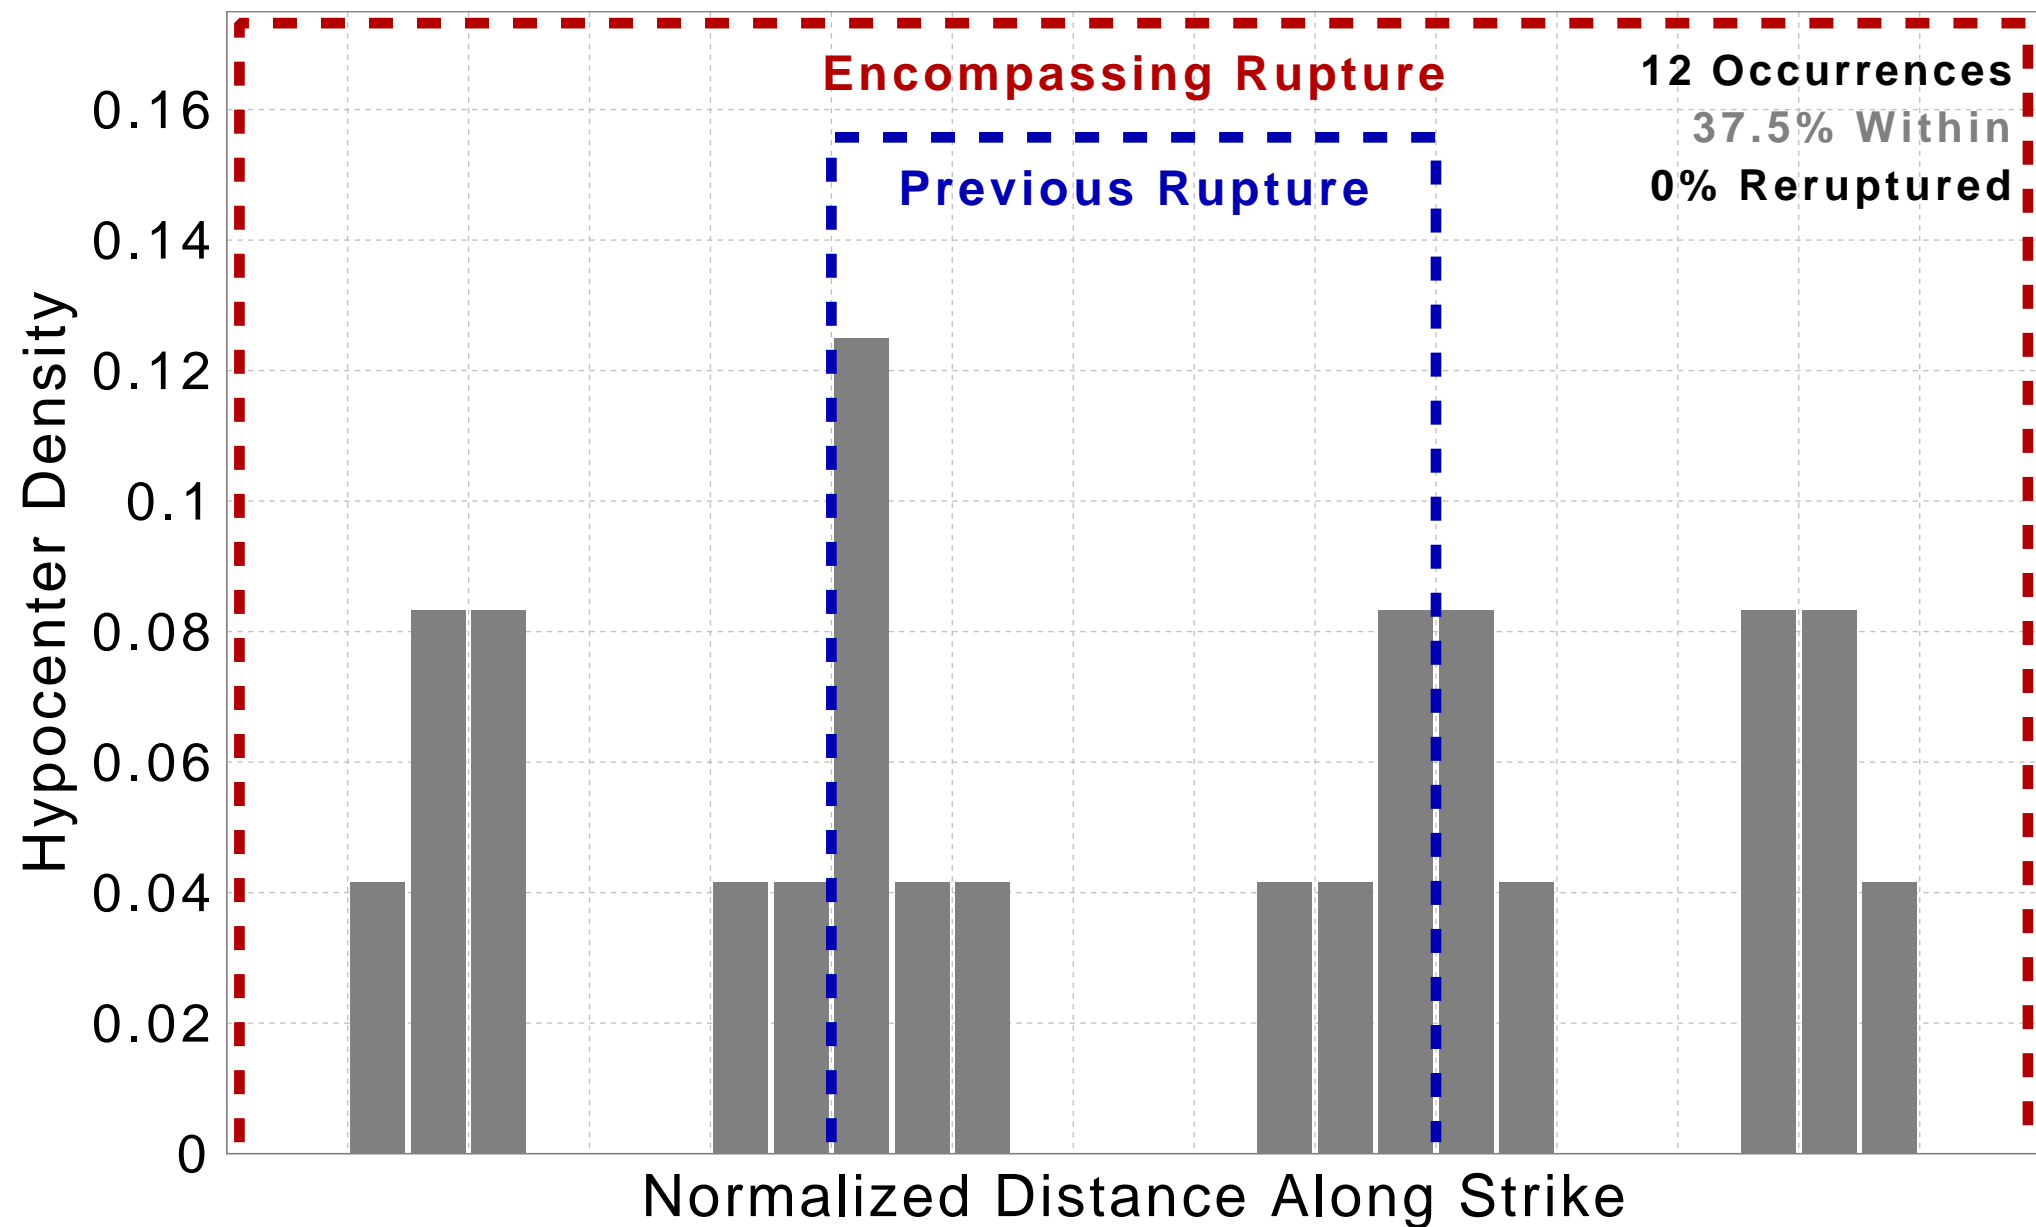 Encompassing Rupture
12 Occurrences
37.5% Within
Previous Rupture
0% Reruptured
Hypocenter Density
0.16
0.14
0.12
0.1
0.08
0.06
0.04
0.02
0
Normalized Distance Along Strike